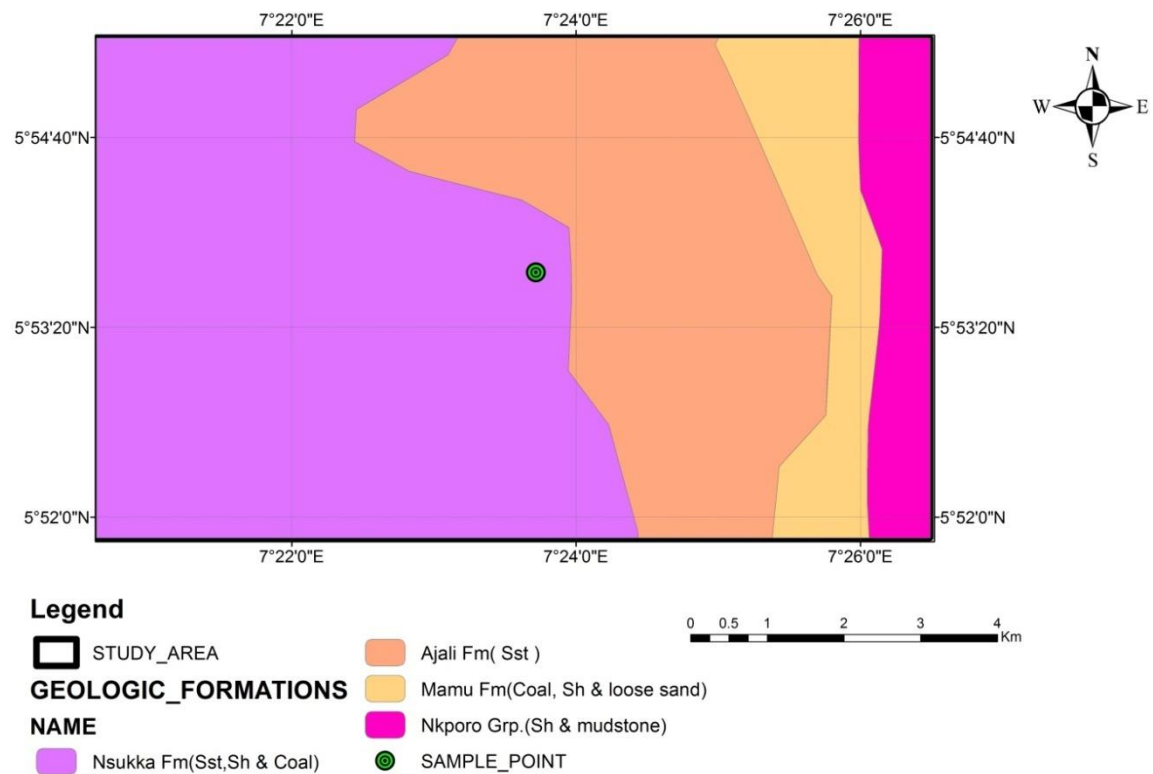 7°22'0"E 7°24'0"E 7°26'0"E
N
W E
S
5°54'40"N 5°54'40"N
5°53'20"N 5°53'20"N
5°52'0"N 5°52'0"N
7°22'0"E 7°24'0"E 7°26'0"E
Legend
STUDY_AREA
GEOLOGIC_FORMATIONS
NAME
Nsukka Fm(Sst,Sh & Coal)
Ajali Fm( Sst )
Mamu Fm(Coal, Sh & loose sand)
Nkporo Grp.(Sh & mudstone)
SAMPLE_POINT
0 0.5 1 2 3 4
Km